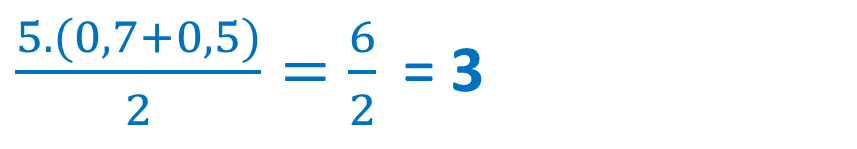 5.(0,7+0,5)/2 = 6/2 = 3